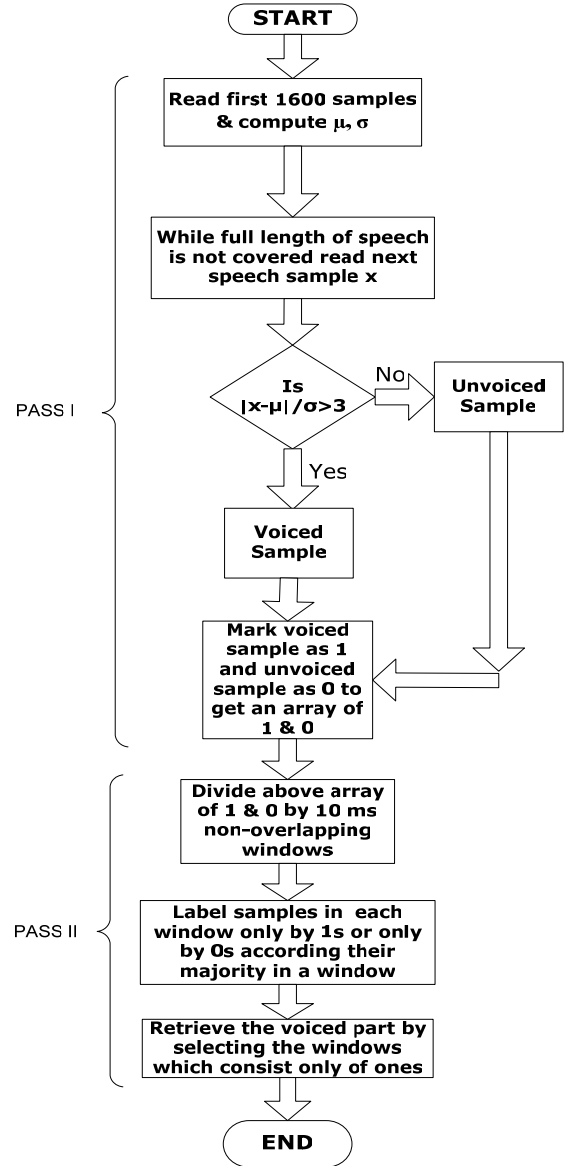 START
Read first 1600 samples
& compute μ, σ
While full length of speech
is not covered read next
speech sample x
Is
|x-μ|/σ>3
No
Unvoiced
Sample
PASS I
Yes
Voiced
Sample
Mark voiced
sample as 1
and unvoiced
sample as 0 to
get an array of
1 & 0
Divide above array
of 1 & 0 by 10 ms
non-overlapping
windows
Label samples in each
window only by 1s or only
by 0s according their
majority in a window
PASS II
Retrieve the voiced part by
selecting the windows
which consist only of ones
END